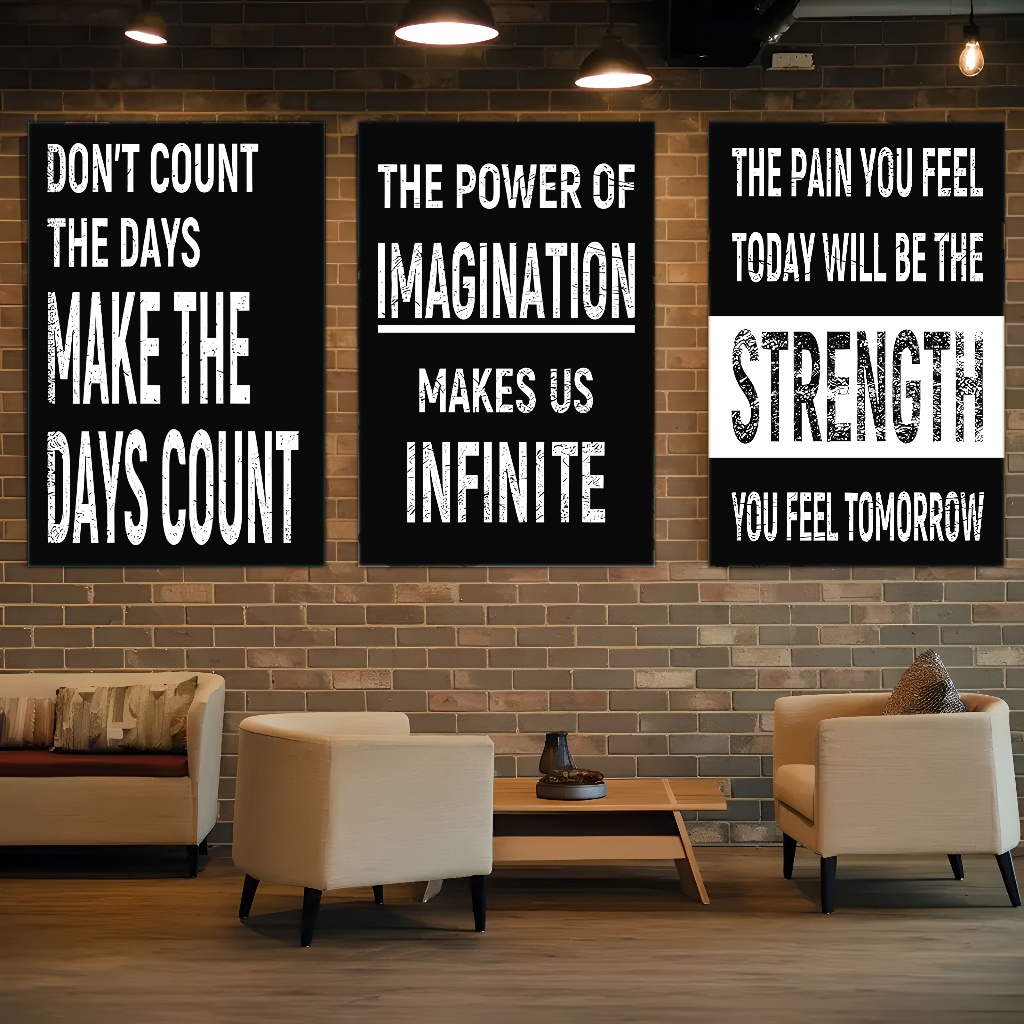 DON'T COUNT
THE DAYS
MAKE THE
DAYS COUNT
THE POWER OF
IMAGINATION
MAKES US
INFINITE
THE PAIN YOU FEEL
TODAY WILL BE THE
STRENGTH
YOU FEEL TOMORROW